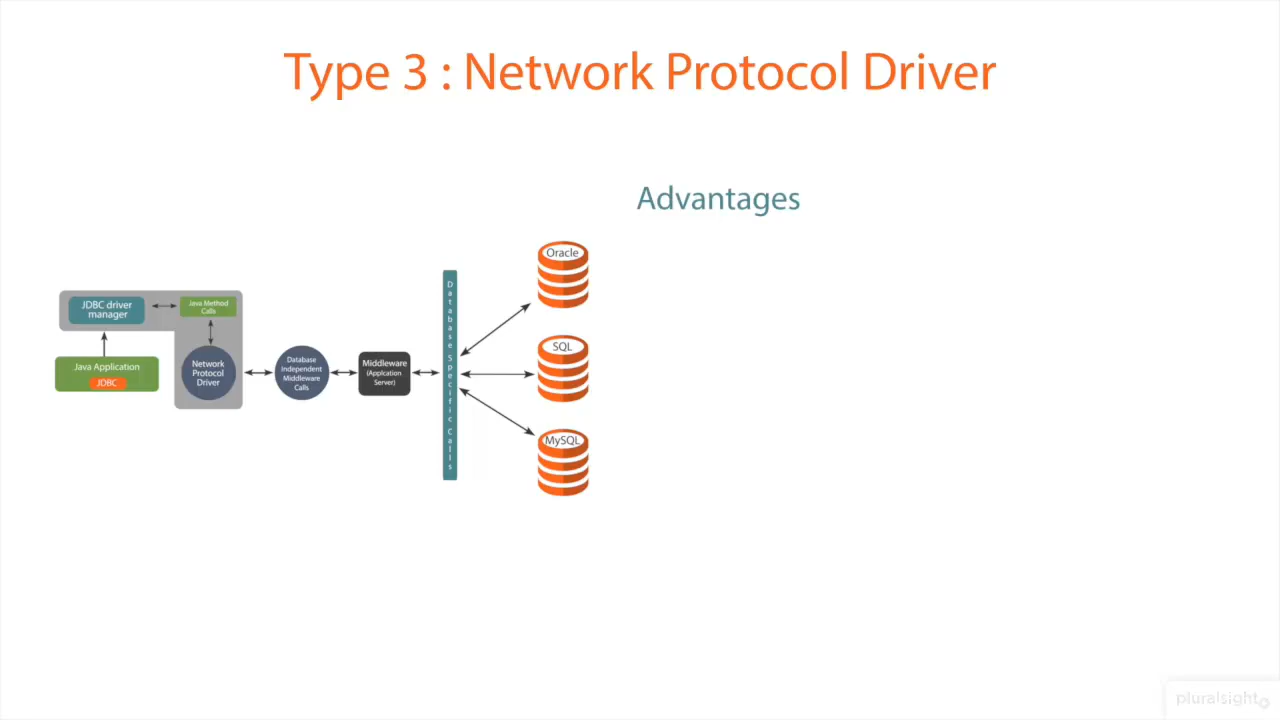 Type 3 : Network Protocol Driver
Advantages
JDBC driver
manager
Java Method
Calls
Java Application
JDBC
Network
Protocol
Driver
Database
Independent
Middleware
Calls
Middleware
(Application
Server)
Database Specific Calls
Oracle
SQL
MySQL
pluralsight